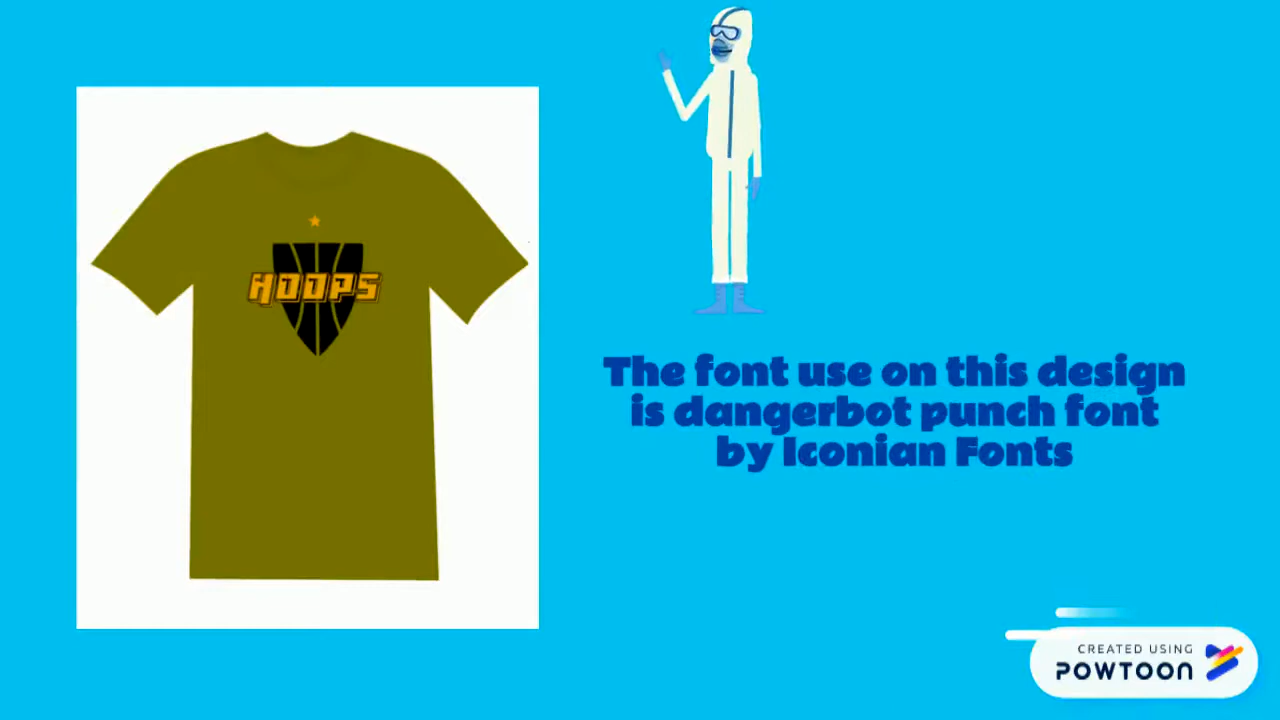 HOOPS
The font use on this design
is dangerbot punch font
by Iconian Fonts
CREATED USING
POWTOON